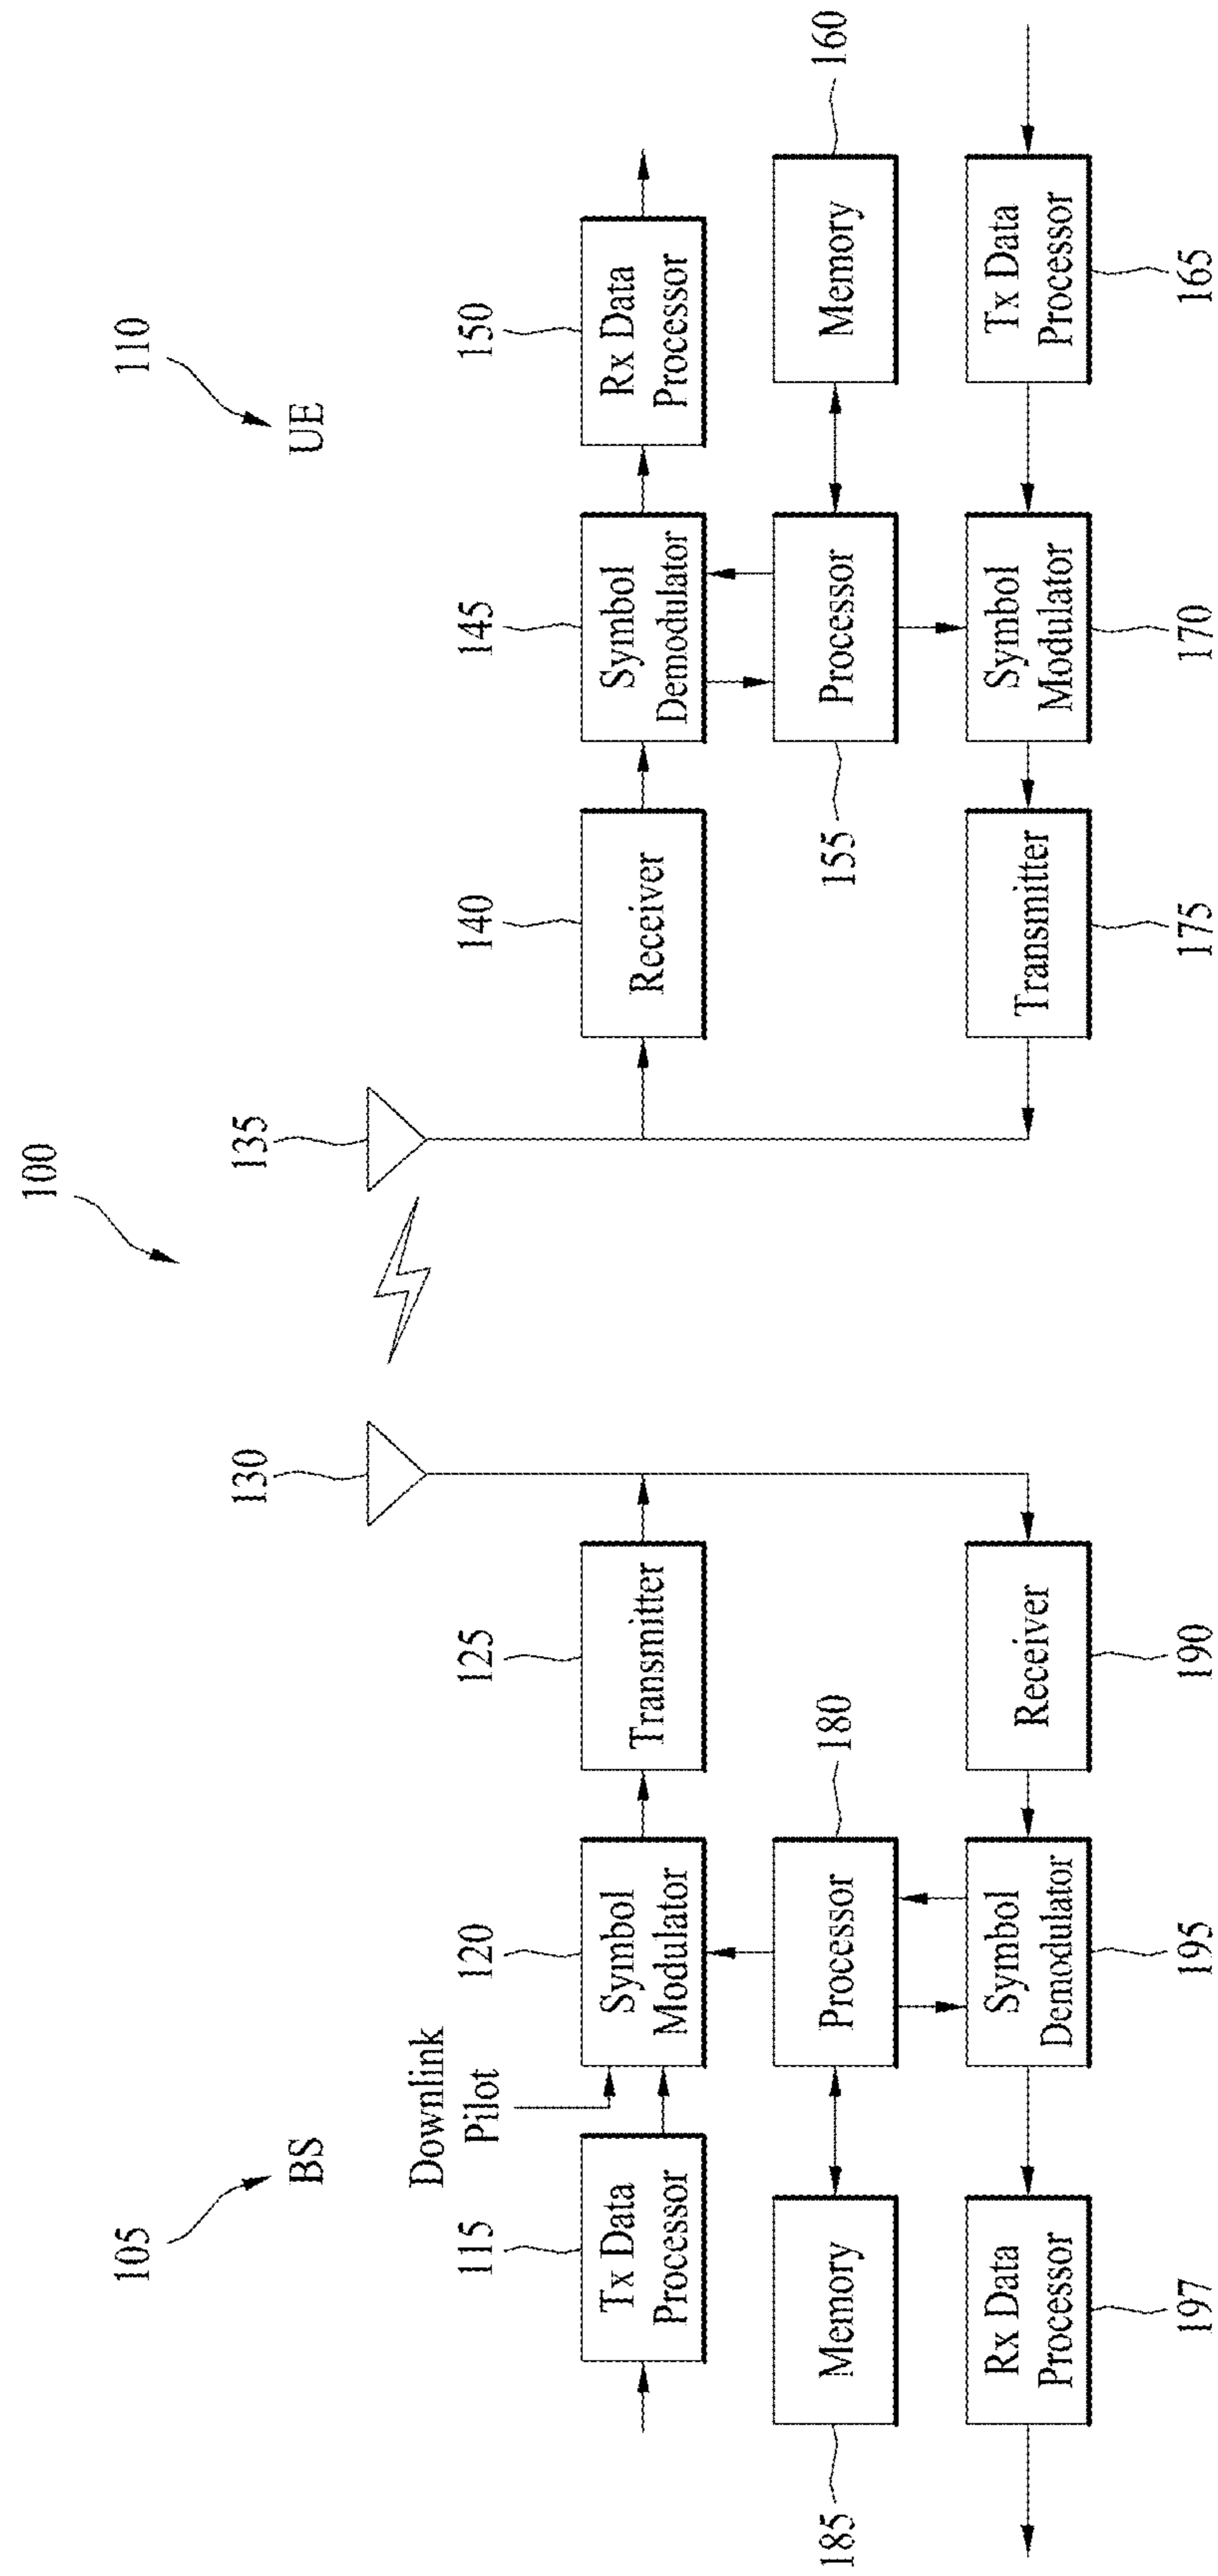 100
105
BS
110
UE
Downlink
Pilot
115
Tx Data
Processor
120
Symbol
Modulator
125
Transmitter
130
135
140
Receiver
145
Symbol
Demodulator
150
Rx Data
Processor
185
Memory
180
Processor
155
Processor
160
Memory
197
Rx Data
Processor
195
Symbol
Demodulator
190
Receiver
175
Transmitter
170
Symbol
Modulator
165
Tx Data
Processor